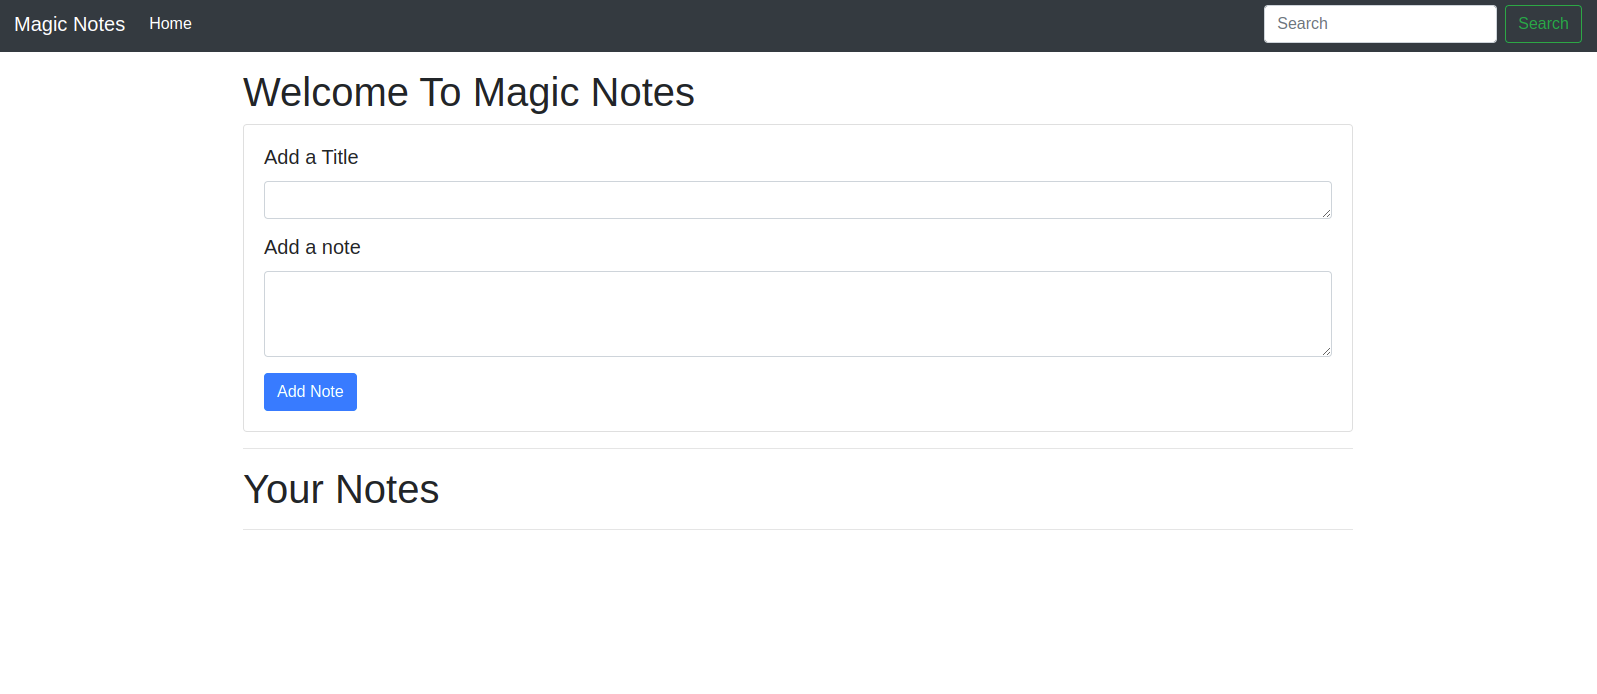 Magic Notes Home Search Search
Welcome To Magic Notes
Add a Title
Add a note
Add Note
Your Notes